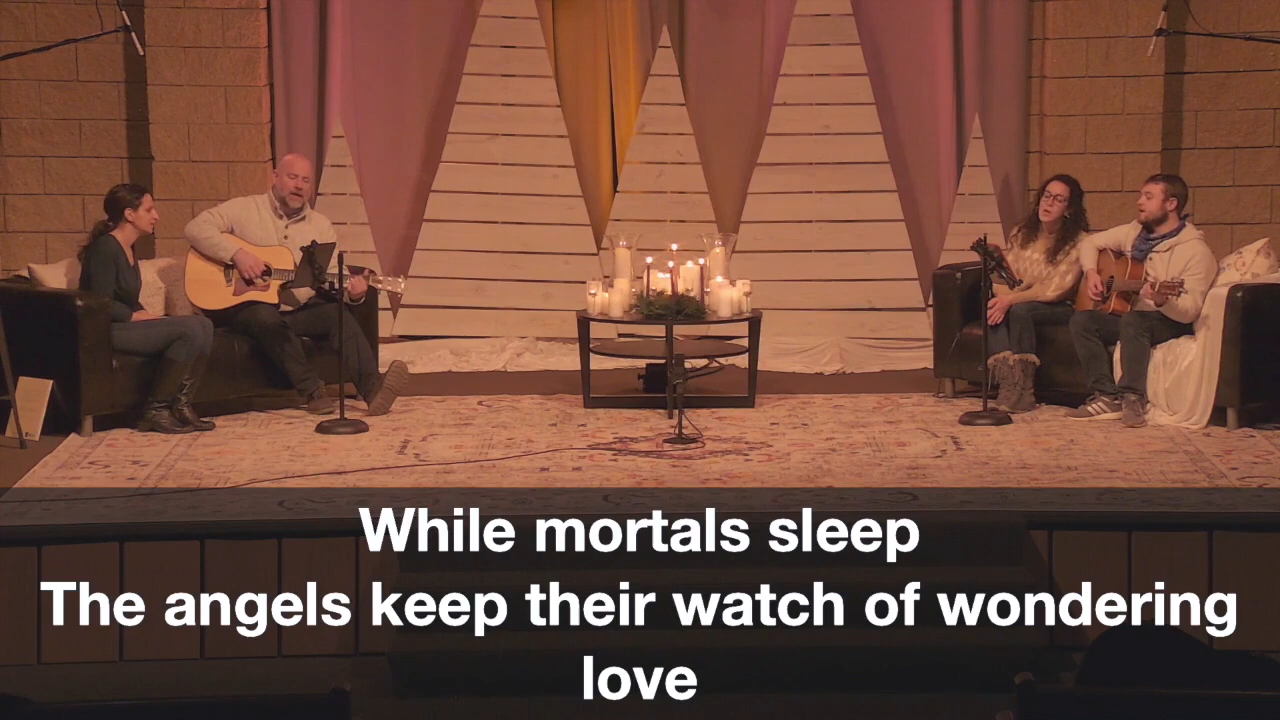 While mortals sleep
The angels keep their watch of wondering
love